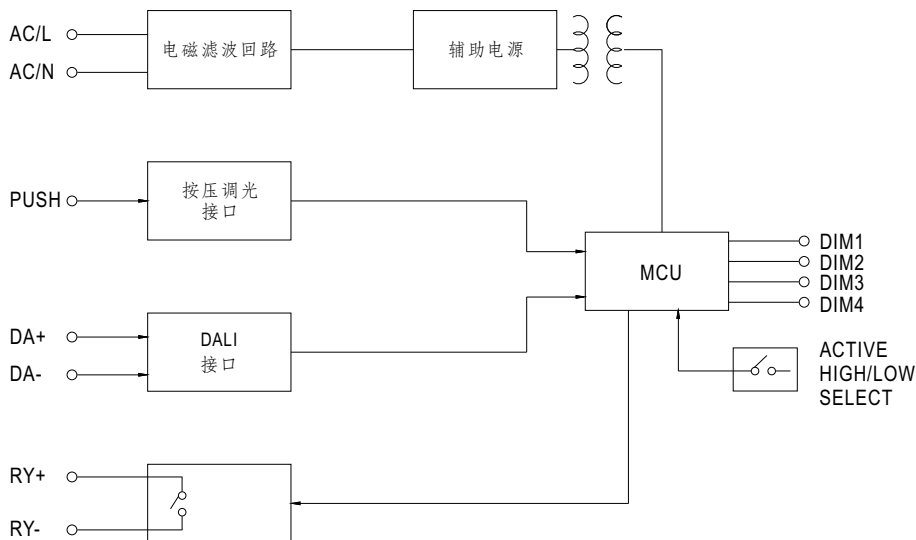 AC/L
AC/N
电磁滤波回路
辅助电源
PUSH
按压调光
接口
MCU
DIM1
DIM2
DIM3
DIM4
DA+
DA-
DALI
接口
ACTIVE
HIGH/LOW
SELECT
RY+
RY-